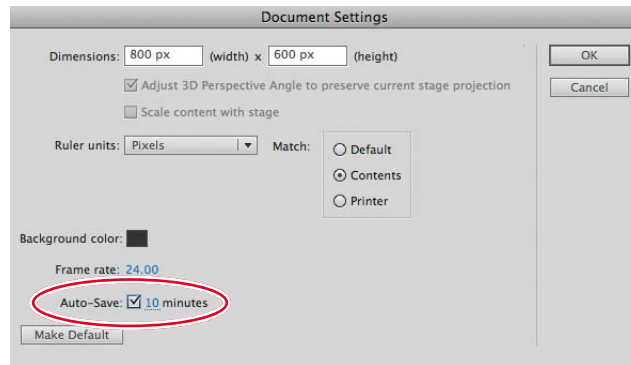 Document Settings
Dimensions: 800 px (width) x 600 px (height)
OK
Adjust 3D Perspective Angle to preserve current stage projection
Cancel
Scale content with stage
Ruler units: Pixels Match: Default
Contents
Printer
Background color:
Frame rate: 24.00
Auto-Save: 10 minutes
Make Default